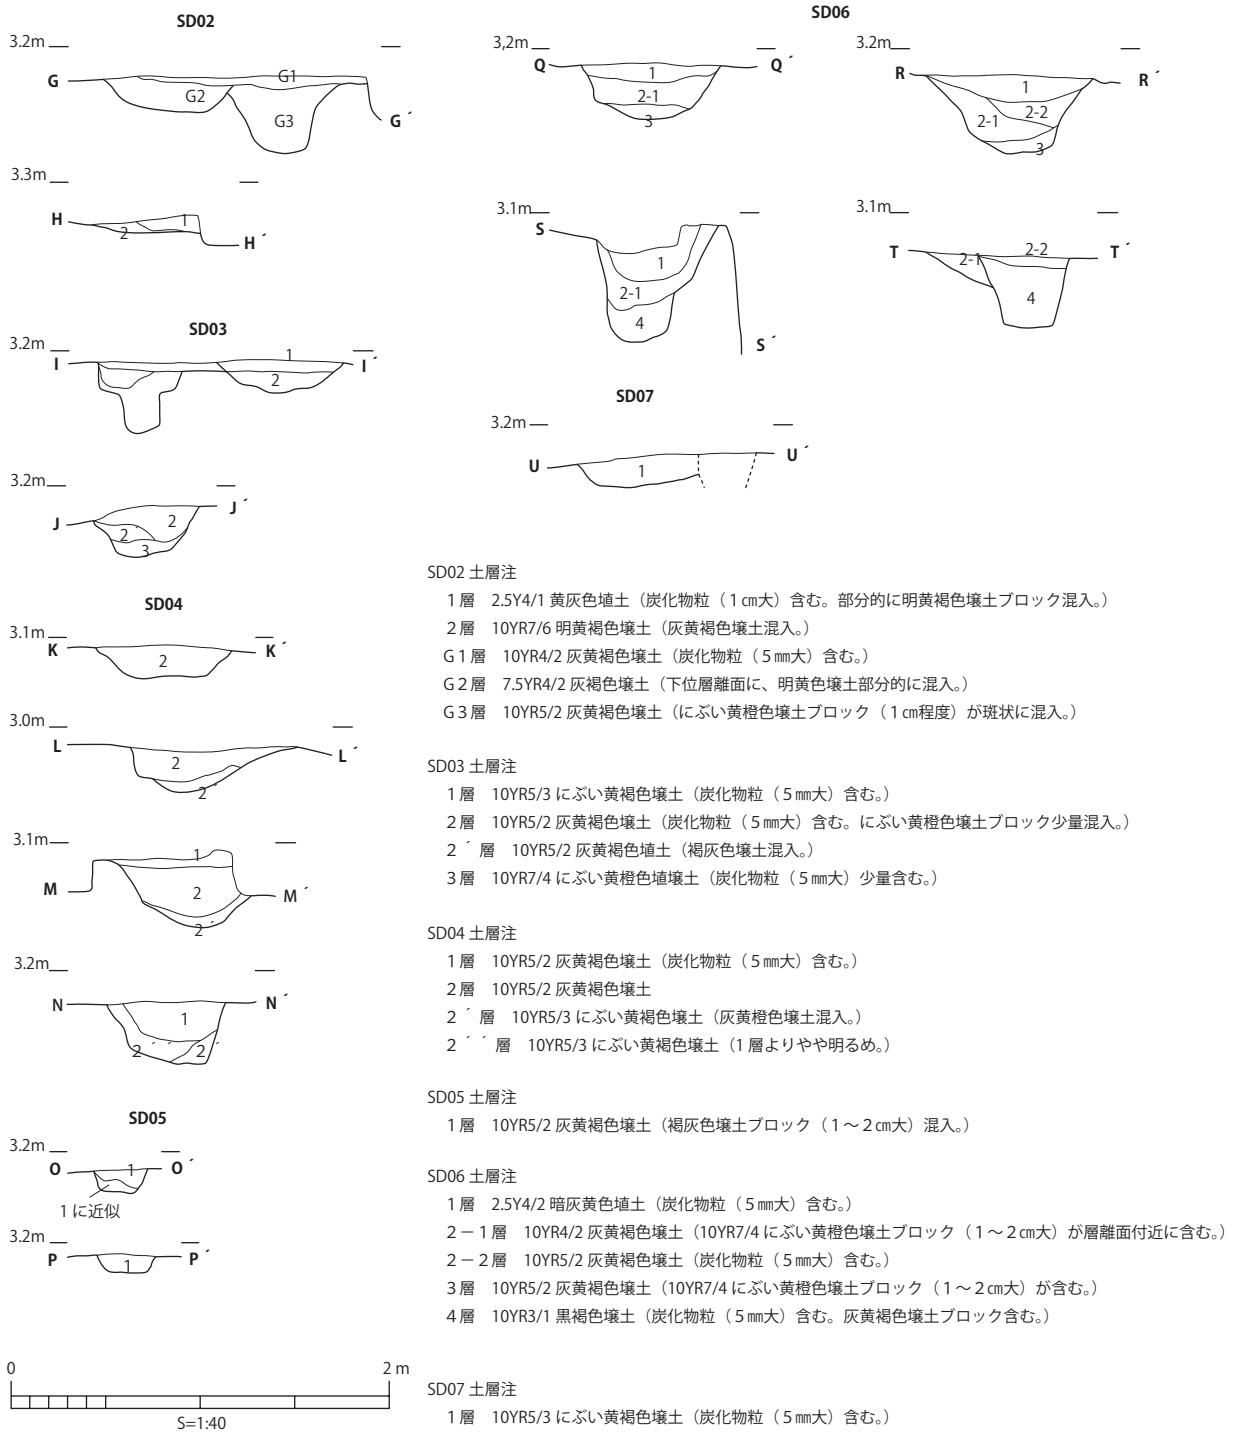 SD02
3.2m
G
G1
G2
G3
G ´
3.3m
H
1
2
H ´
SD03
3.2m
I
1
2
I ´
3.2m
J
2
2 ´
3
J ´
SD04
3.1m
K
2
K ´
3.0m
L
2
2 ´
L ´
3.1m
M
1
2
2 ´
M ´
3.2m
N
1
2 ´ ´
2 ´
N ´
SD05
3.2m
O
1
O ´
1 に近似
3.2m
P
1
P ´
0
2 m
S=1:40
SD06
3,2m
Q
1
2-1
3
Q ´
3.2m
R
1
2-2
2-1
3
R ´
3.1m
S
1
2-1
4
S ´
3.1m
T
2-1
2-2
4
T ´
SD07
3.2m
U
1
U ´
SD02 土層注
1層 2.5Y4/1 黄灰色埴土（炭化物粒（1㎝大）含む。部分的に明黄褐色壌土ブロック混入。）
2層 10YR7/6 明黄褐色壌土（灰黄褐色壌土混入。）
G1層 10YR4/2 灰黄褐色壌土（炭化物粒（5㎜大）含む。）
G2層 7.5YR4/2 灰褐色壌土（下位層離面に、明黄色壌土部分的に混入。）
G3層 10YR5/2 灰黄褐色壌土（にぶい黄橙色壌土ブロック（1㎝程度）が斑状に混入。）
SD03 土層注
1層 10YR5/3 にぶい黄褐色壌土（炭化物粒（5㎜大）含む。）
2層 10YR5/2 灰黄褐色壌土（炭化物粒（5㎜大）含む。にぶい黄橙色壌土ブロック少量混入。）
2 ´ 層 10YR5/2 灰黄褐色埴土（褐灰色壌土混入。）
3層 10YR7/4 にぶい黄橙色埴壌土（炭化物粒（5㎜大）少量含む。）
SD04 土層注
1層 10YR5/2 灰黄褐色壌土（炭化物粒（5㎜大）含む。）
2層 10YR5/2 灰黄褐色壌土
2 ´ 層 10YR5/3 にぶい黄褐色壌土（灰黄橙色壌土混入。）
2 ´ ´ 層 10YR5/3 にぶい黄褐色壌土（1 層よりやや明るめ。）
SD05 土層注
1層 10YR5/2 灰黄褐色壌土（褐灰色壌土ブロック（1～2㎝大）混入。）
SD06 土層注
1層 2.5Y4/2 暗灰黄色埴土（炭化物粒（5㎜大）含む。）
2－1層 10YR4/2 灰黄褐色壌土（10YR7/4 にぶい黄橙色壌土ブロック（1～2㎝大）が層離面付近に含む。）
2－2層 10YR5/2 灰黄褐色壌土（炭化物粒（5㎜大）含む。）
3層 10YR5/2 灰黄褐色壌土（10YR7/4 にぶい黄橙色壌土ブロック（1～2㎝大）が含む。）
4層 10YR3/1 黒褐色壌土（炭化物粒（5㎜大）含む。灰黄褐色壌土ブロック含む。）
SD07 土層注
1層 10YR5/3 にぶい黄褐色壌土（炭化物粒（5㎜大）含む。）